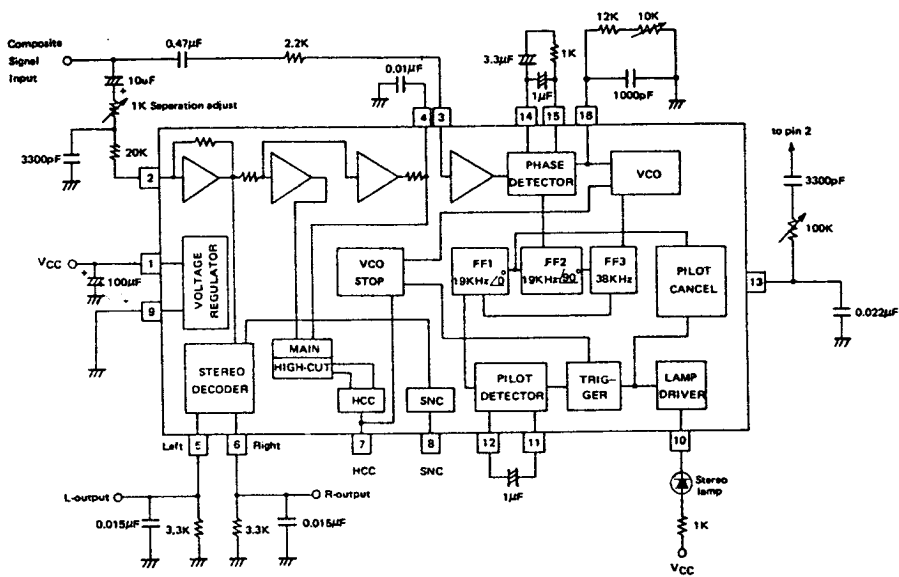 Composite
Signal
Input
0.47µF
2.2K
10uF
+
1K Seperation adjust
3300pF
20K
0.01µF
3.3µF
1K
1µF
12K
10K
1000pF
4
3
14
15
16
to pin 2
3300pF
100K
2
PHASE
DETECTOR
VCO
VCC
+
100µF
1
9
VOLTAGE
REGULATOR
VCO
STOP
FF1
19KHz/0°
FF2
19KHz/90°
FF3
38KHz
PILOT
CANCEL
13
0.022µF
STEREO
DECODER
MAIN
HIGH-CUT
HCC
SNC
PILOT
DETECTOR
TRIG-
GER
LAMP
DRIVER
Left
5
6
Right
7
HCC
8
SNC
12
11
1µF
10
Stereo
lamp
1K
VCC
L-output
R-output
0.015µF
3.3K
3.3K
0.015µF